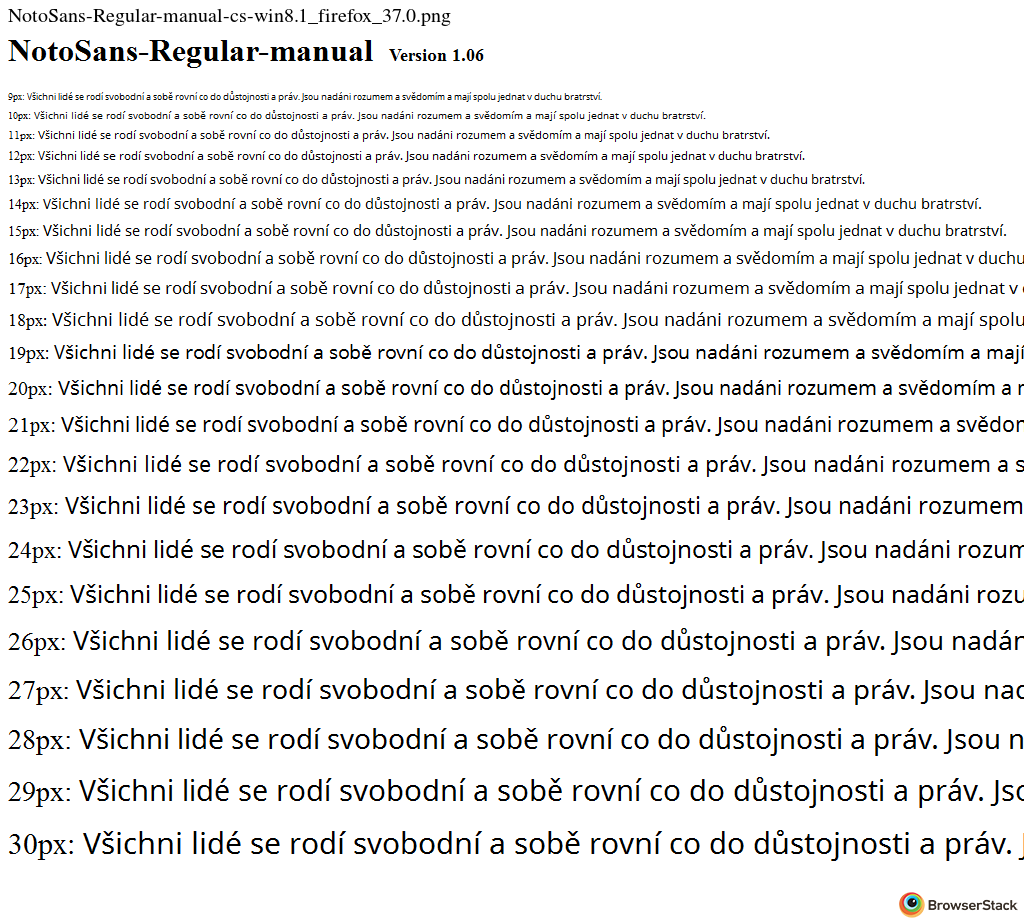 NotoSans-Regular-manual-cs-win8.1_firefox_37.0.png
NotoSans-Regular-manual Version 1.06
9px: Všichni lidé se rodí svobodní a sobě rovní co do důstojnosti a práv. Jsou nadáni rozumem a svědomím a mají spolu jednat v duchu bratrství.
10px: Všichni lidé se rodí svobodní a sobě rovní co do důstojnosti a práv. Jsou nadáni rozumem a svědomím a mají spolu jednat v duchu bratrství.
11px: Všichni lidé se rodí svobodní a sobě rovní co do důstojnosti a práv. Jsou nadáni rozumem a svědomím a mají spolu jednat v duchu bratrství.
12px: Všichni lidé se rodí svobodní a sobě rovní co do důstojnosti a práv. Jsou nadáni rozumem a svědomím a mají spolu jednat v duchu bratrství.
13px: Všichni lidé se rodí svobodní a sobě rovní co do důstojnosti a práv. Jsou nadáni rozumem a svědomím a mají spolu jednat v duchu bratrství.
14px: Všichni lidé se rodí svobodní a sobě rovní co do důstojnosti a práv. Jsou nadáni rozumem a svědomím a mají spolu jednat v duchu bratrství.
15px: Všichni lidé se rodí svobodní a sobě rovní co do důstojnosti a práv. Jsou nadáni rozumem a svědomím a mají spolu jednat v duchu bratrství.
16px: Všichni lidé se rodí svobodní a sobě rovní co do důstojnosti a práv. Jsou nadáni rozumem a svědomím a mají spolu jednat v duchu
17px: Všichni lidé se rodí svobodní a sobě rovní co do důstojnosti a práv. Jsou nadáni rozumem a svědomím a mají spolu jednat v
18px: Všichni lidé se rodí svobodní a sobě rovní co do důstojnosti a práv. Jsou nadáni rozumem a svědomím a mají spolu
19px: Všichni lidé se rodí svobodní a sobě rovní co do důstojnosti a práv. Jsou nadáni rozumem a svědomím a mají
20px: Všichni lidé se rodí svobodní a sobě rovní co do důstojnosti a práv. Jsou nadáni rozumem a svědomím a
21px: Všichni lidé se rodí svobodní a sobě rovní co do důstojnosti a práv. Jsou nadáni rozumem a
22px: Všichni lidé se rodí svobodní a sobě rovní co do důstojnosti a práv. Jsou nadáni rozumem a
23px: Všichni lidé se rodí svobodní a sobě rovní co do důstojnosti a práv. Jsou nadáni rozumem
24px: Všichni lidé se rodí svobodní a sobě rovní co do důstojnosti a práv. Jsou nadáni
25px: Všichni lidé se rodí svobodní a sobě rovní co do důstojnosti a práv. Jsou nadáni
26px: Všichni lidé se rodí svobodní a sobě rovní co do důstojnosti a práv. Jsou
27px: Všichni lidé se rodí svobodní a sobě rovní co do důstojnosti a práv. Jsou
28px: Všichni lidé se rodí svobodní a sobě rovní co do důstojnosti a práv. Jsou
29px: Všichni lidé se rodí svobodní a sobě rovní co do důstojnosti a práv.
30px: Všichni lidé se rodí svobodní a sobě rovní co do důstojnosti a práv.
BrowserStack